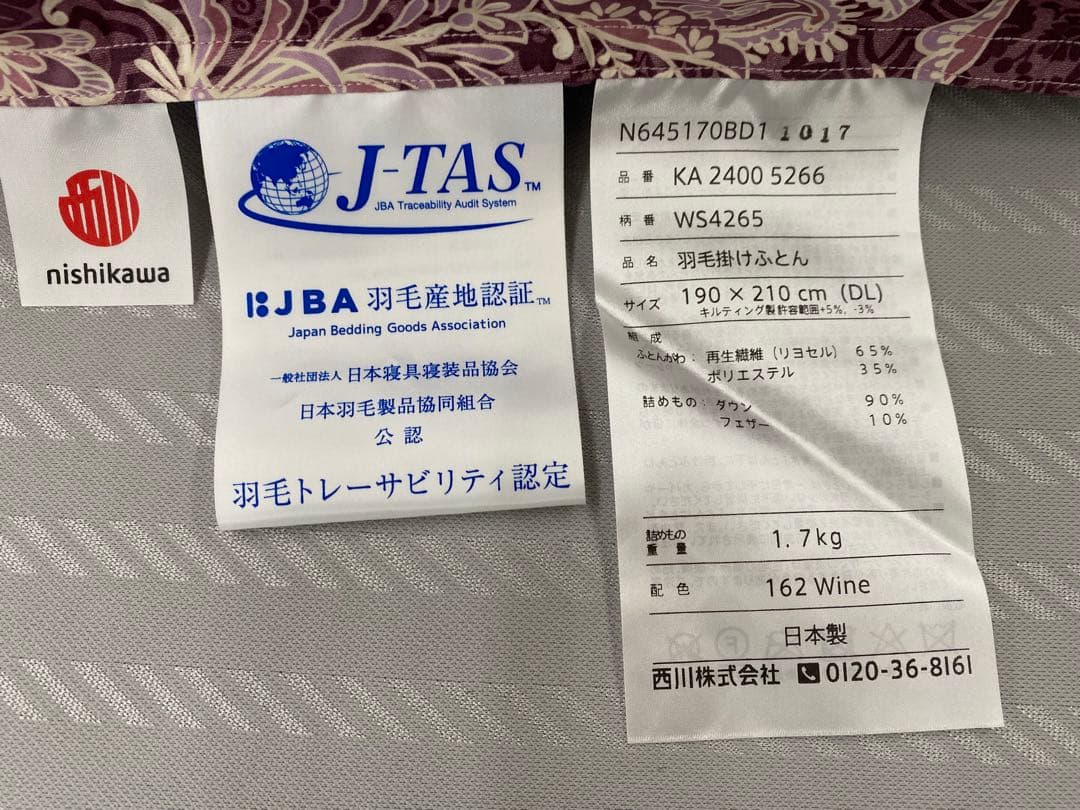 西川
nishikawa
J-TAS™
JBA Traceability Audit System
JBA 羽毛産地認証™
Japan Bedding Goods Association
一般社団法人 日本寝具寝装品協会
日本羽毛製品協同組合
公認
羽毛トレーサビリティ認定
N645170BD1 1017
品番 KA 2400 5266
柄番 WS4265
品名 羽毛掛けふとん
サイズ 190 × 210 cm (DL)
キルティング製許容範囲+5%, -3%
組成
ふとんがわ: 再生繊維(リヨセル) 65%
ポリエステル 35%
詰めもの: ダウン 90%
フェザー 10%
詰めもの重量 1.7kg
配色 162 Wine
日本製
西川株式会社 0120-36-8161